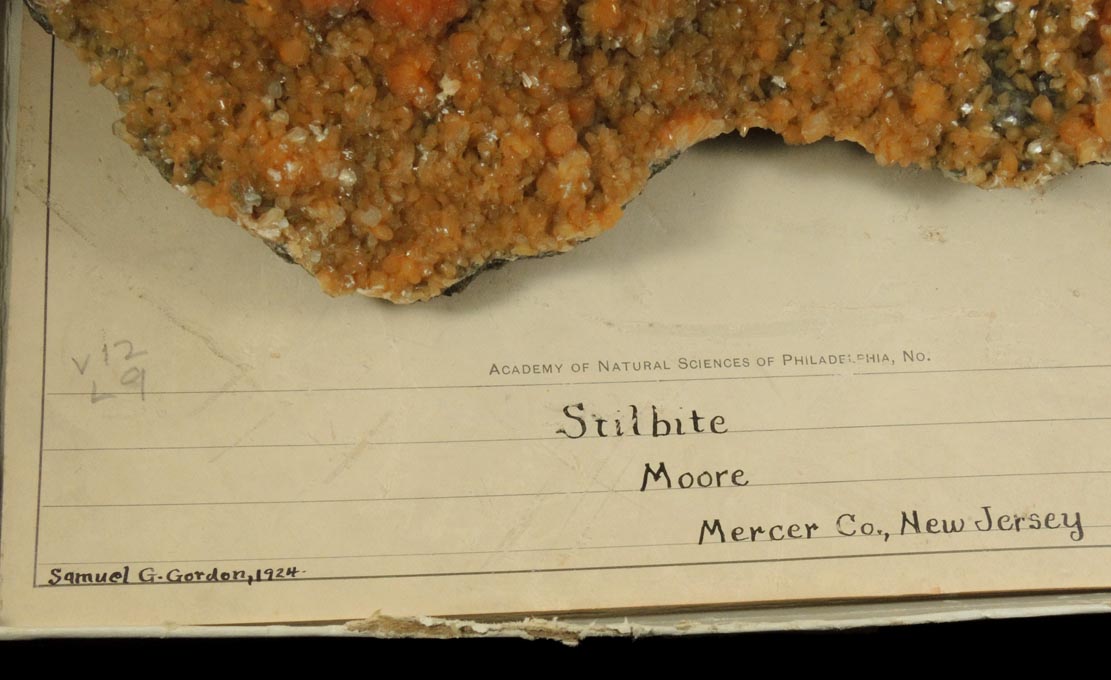 V12
L9
ACADEMY OF NATURAL SCIENCES OF PHILADELPHIA, No.
Stilbite
Moore
Mercer Co., New Jersey
Samuel G. Gordon, 1924.